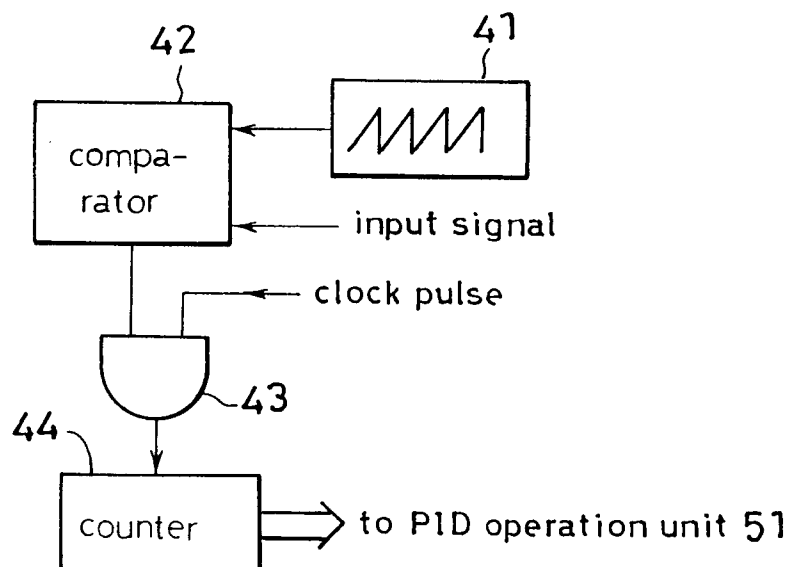 42
41
compa-
rator
input signal
clock pulse
43
44
counter
to PID operation unit 51